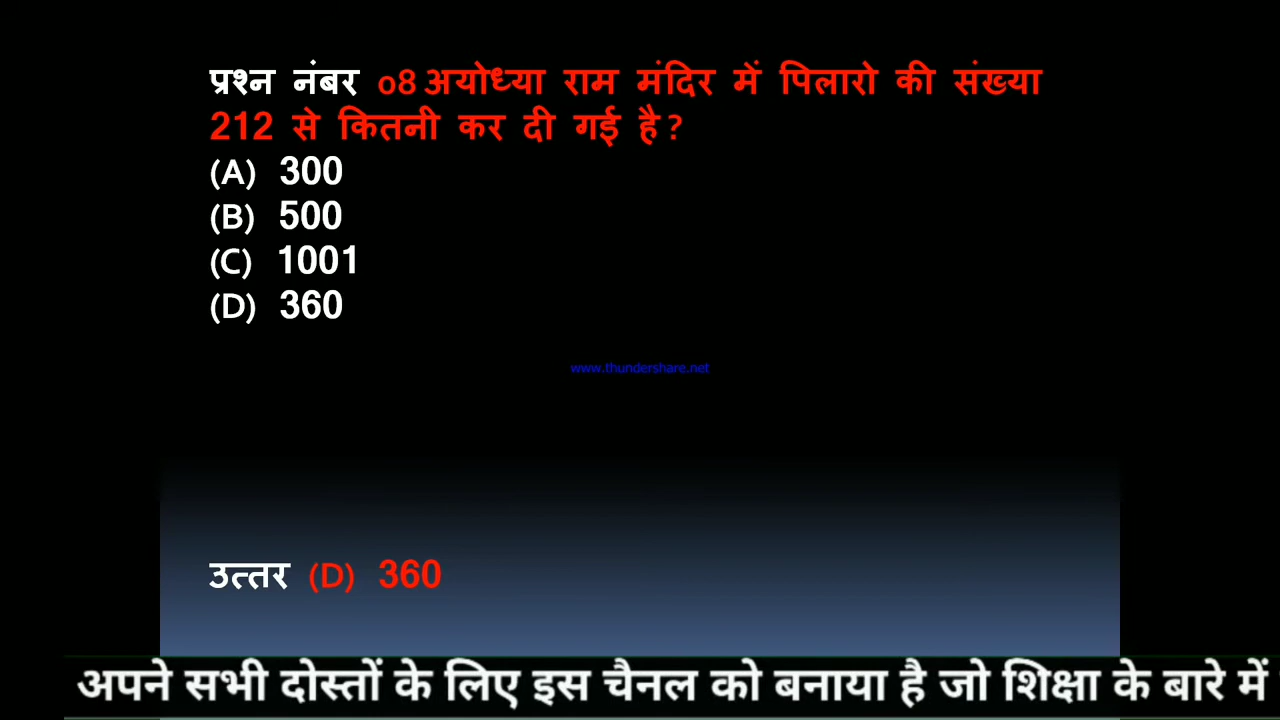 प्रश्न नंबर 08 अयोध्या राम मंदिर में पिलारो की संख्या
212 से कितनी कर दी गई है ?
(A) 300
(B) 500
(C) 1001
(D) 360
www.thundershare.net
उत्तर (D) 360
अपने सभी दोस्तों के लिए इस चैनल को बनाया है जो शिक्षा के बारे में